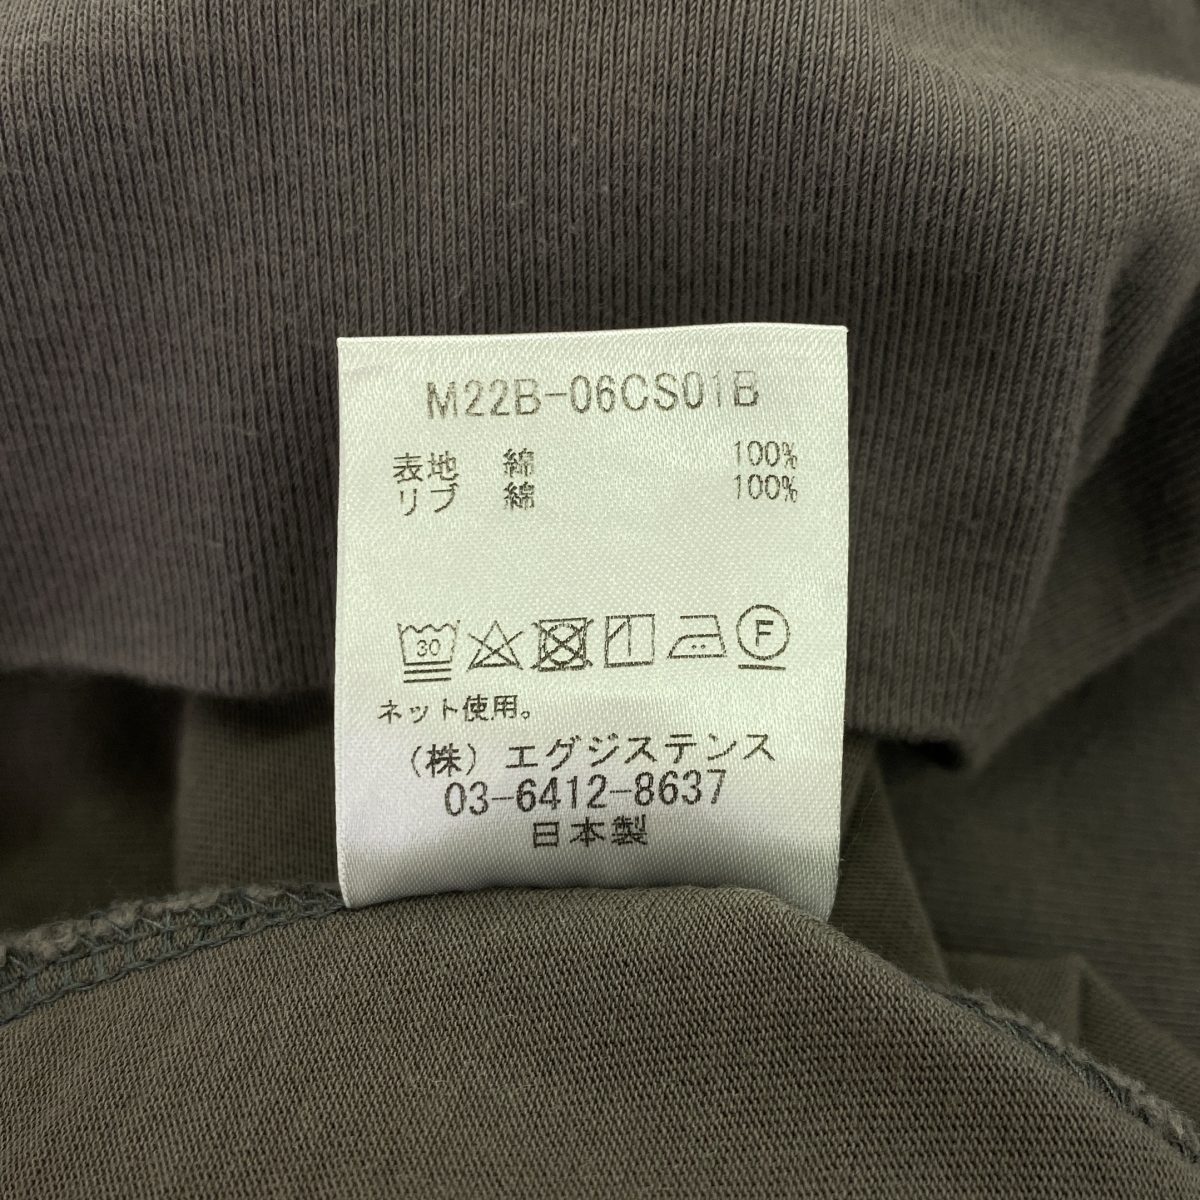 M22B-06CS01B
表地 綿 100%
リブ 綿 100%
30 F
ネット使用。
（株）エグジステンス
03-6412-8637
日本製